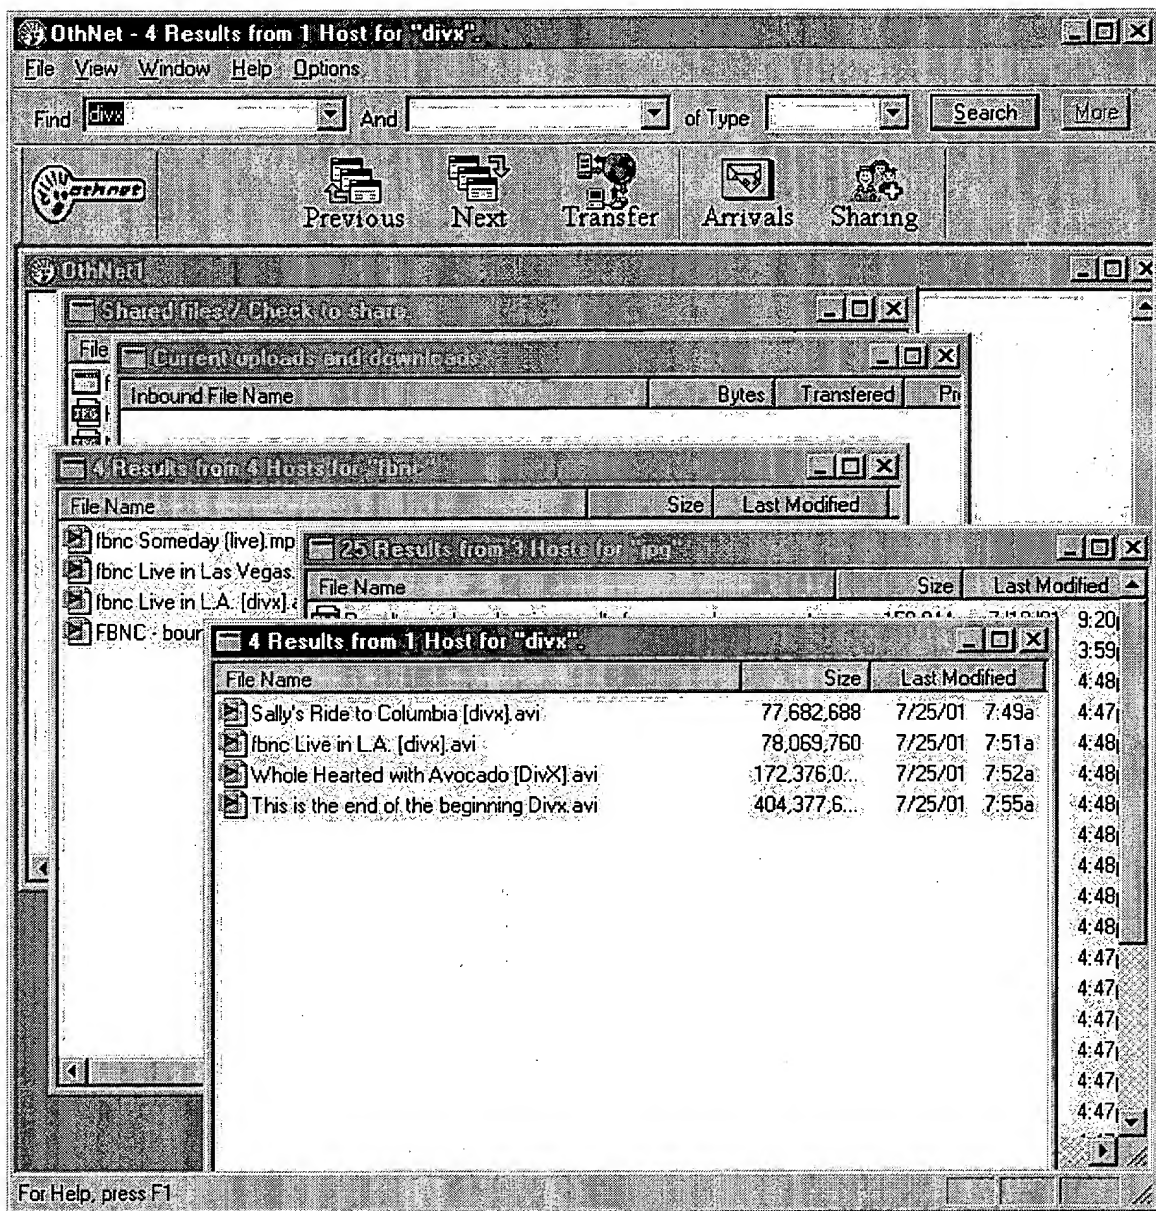 OthNet - 4 Results from 1 Host for "divx".
File View Window Help Options
Find divx And of Type Search More
othnet Previous Next Transfer Arrivals Sharing
OthNet1
Shared files / Check to share
File
Current uploads and downloads
Inbound File Name Bytes Transfered
4 Results from 4 Hosts for "fbnc"
File Name Size Last Modified
fbnc Someday (live).mp
fbnc Live in Las Vegas.
fbnc Live in L.A. [divx].
FBNC - bour
25 Results from 3 Hosts for "jpg"
File Name Size Last Modified
9:20
3:59
4:48
4:47
4:48
4:48
4:48
4:48
4:48
4:48
4:48
4:47
4:47
4:47
4:47
4:47
4:47
4 Results from 1 Host for "divx".
File Name Size Last Modified
Sally's Ride to Columbia [divx].avi 77,682,688 7/25/01 7:49a
fbnc Live in L.A. [divx].avi 78,069,760 7/25/01 7:51a
Whole Hearted with Avocado [DivX].avi 172,376,0... 7/25/01 7:52a
This is the end of the beginning Divx.avi 404,377,6... 7/25/01 7:55a
For Help, press F1